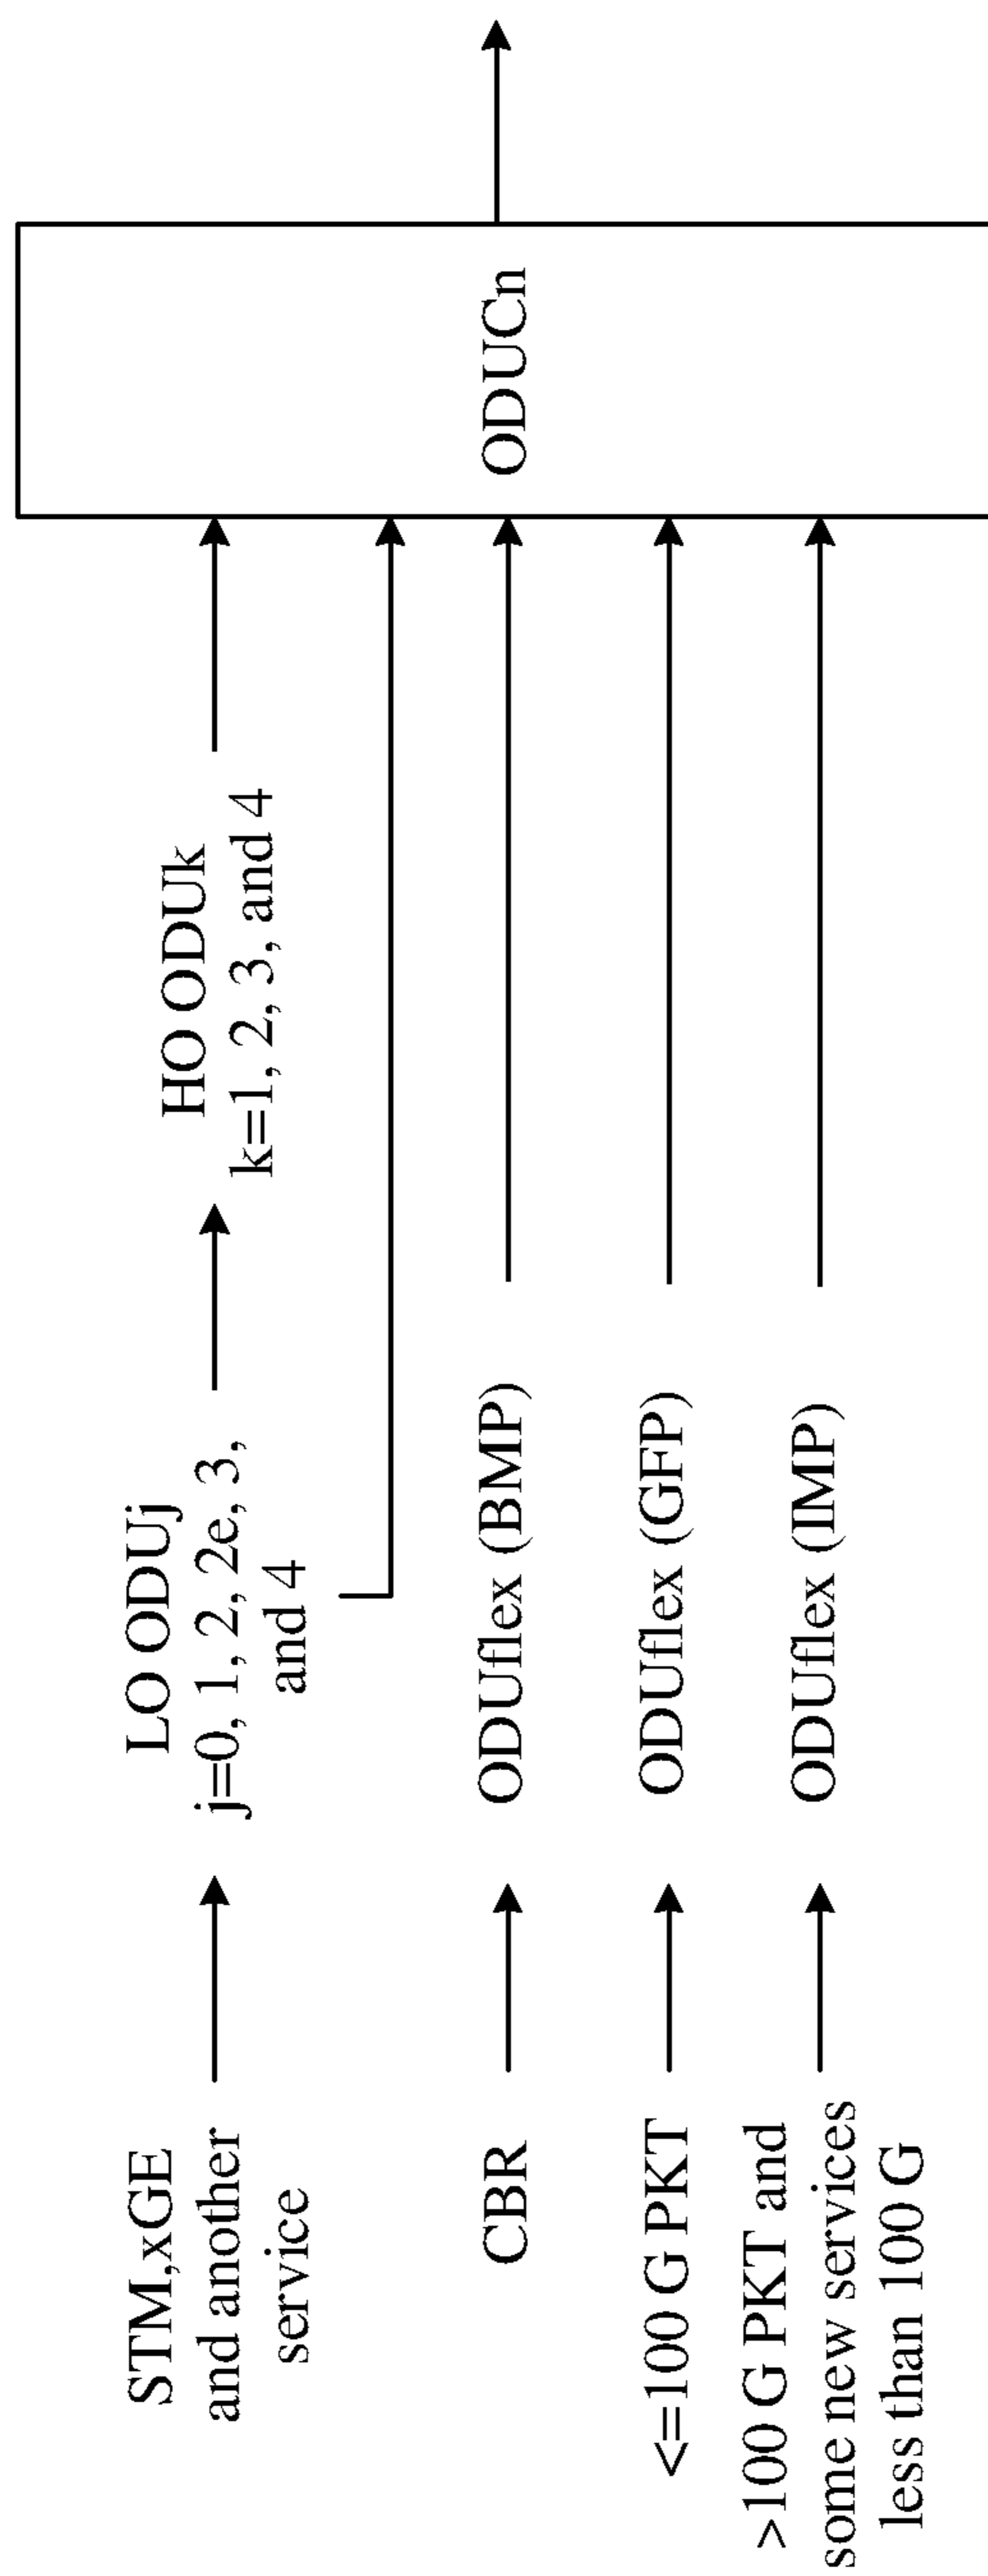 STM,xGE
and another
service
LO ODUj
j=0, 1, 2, 2e, 3,
and 4
HO ODUk
k=1, 2, 3, and 4
CBR
ODUflex (BMP)
<=100 G PKT
ODUflex (GFP)
>100 G PKT and
some new services
less than 100 G
ODUflex (IMP)
ODUCn